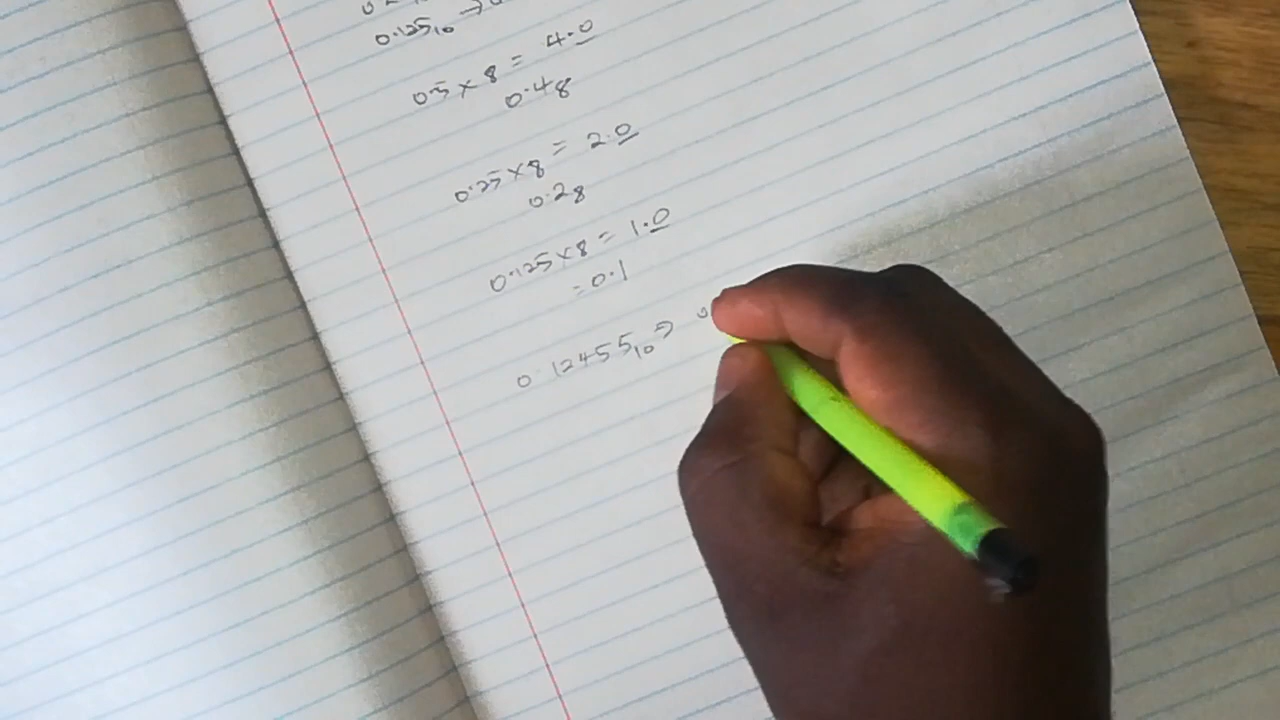 0.125₁₀ →
0.5 × 8 = 4.0
0.4₈
0.25 × 8 = 2.0
0.2₈
0.125 × 8 = 1.0
= 0.1
0.12455₁₀ ⇒ 0